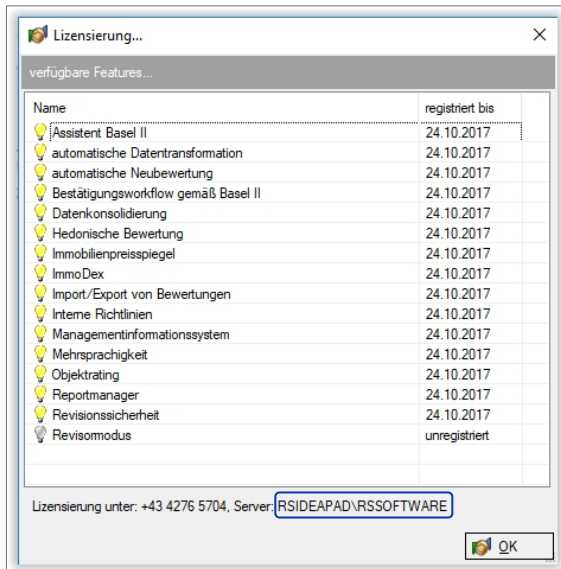 Lizensierung...
verfügbare Features...
Name registriert bis
Assistent Basel II 24.10.2017
automatische Datentransformation 24.10.2017
automatische Neubewertung 24.10.2017
Bestätigungsworkflow gemäß Basel II 24.10.2017
Datenkonsolidierung 24.10.2017
Hedonische Bewertung 24.10.2017
Immobilienpreisspiegel 24.10.2017
ImmoDex 24.10.2017
Import/Export von Bewertungen 24.10.2017
Interne Richtlinien 24.10.2017
Managementinformationssystem 24.10.2017
Mehrsprachigkeit 24.10.2017
Objektrating 24.10.2017
Reportmanager 24.10.2017
Revisionssicherheit 24.10.2017
Revisormodus unregistriert
Lizensierung unter: +43 4276 5704, Server: RSIDEAPAD\RSSOFTWARE
OK